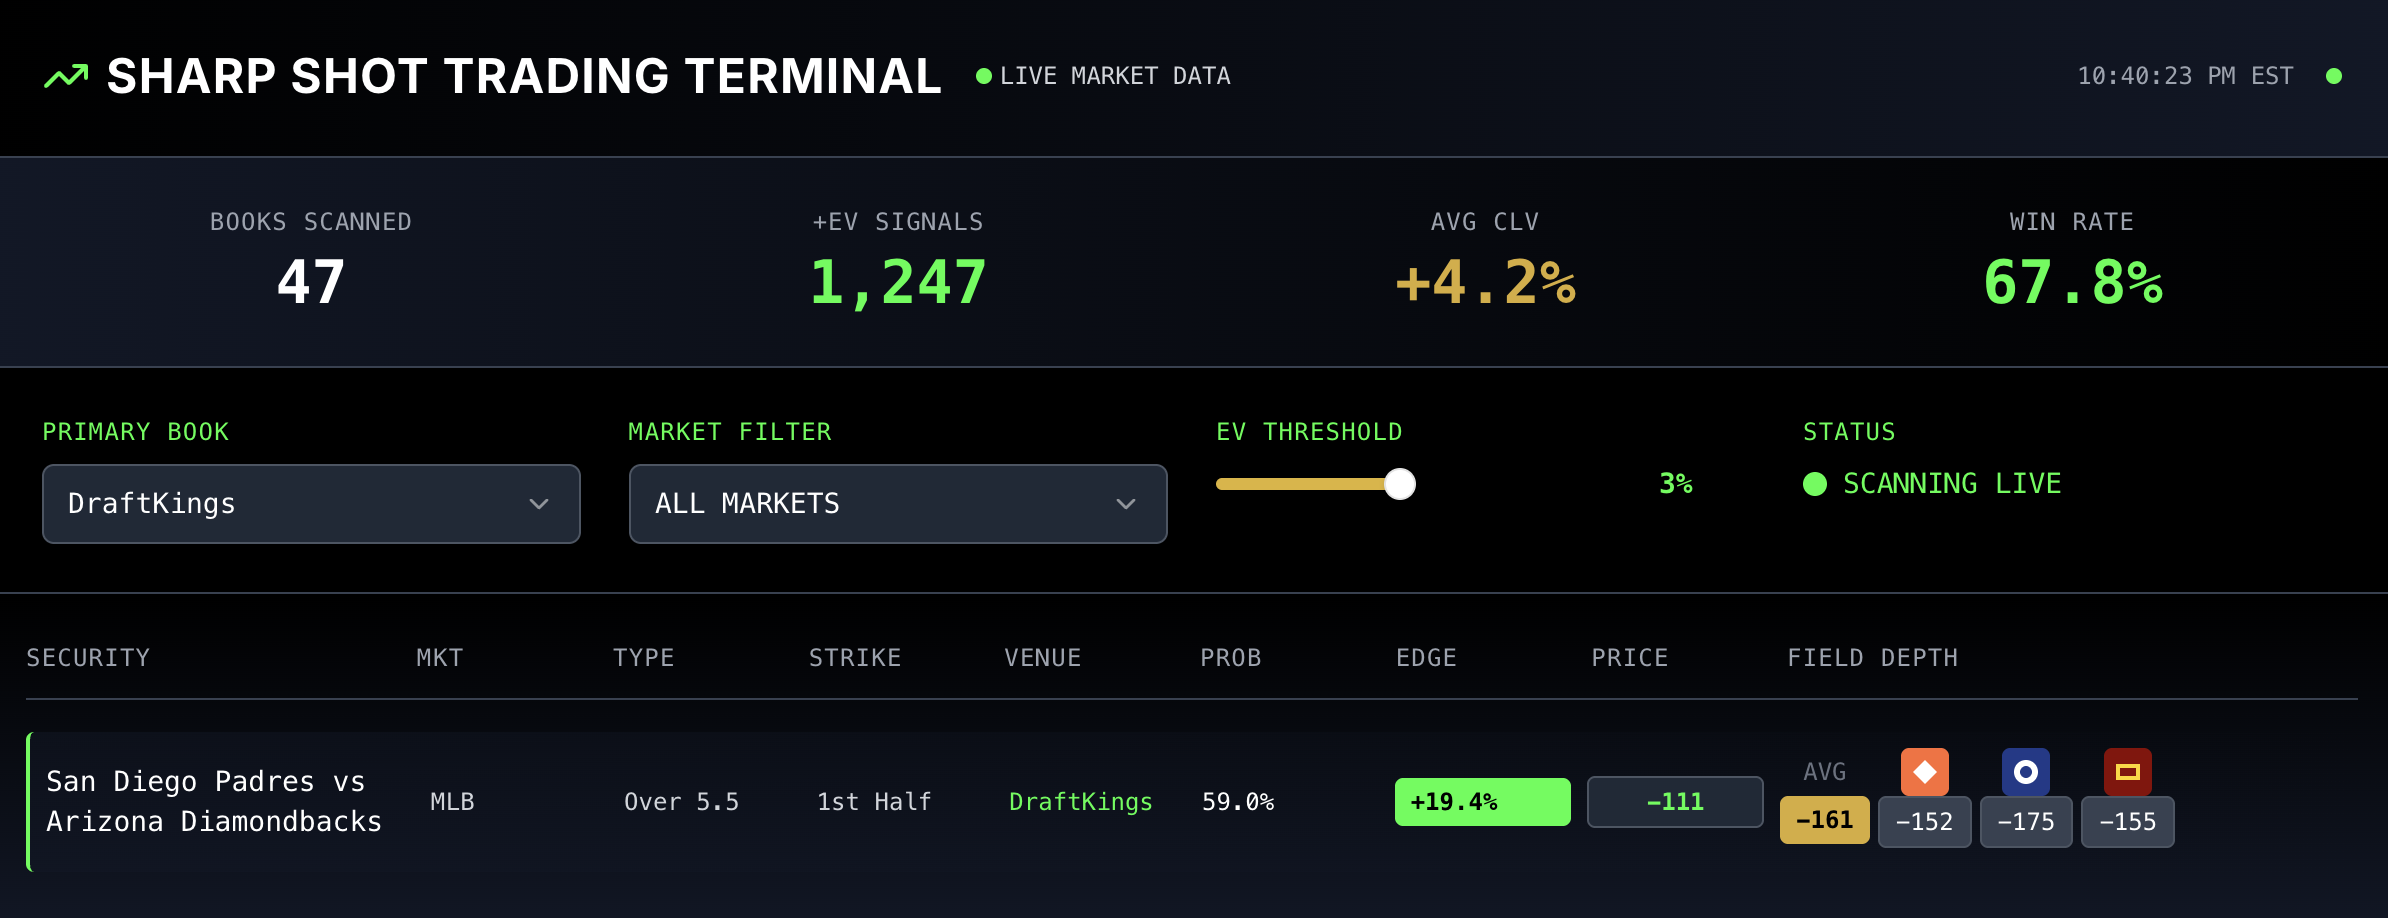 SHARP SHOT TRADING TERMINAL
LIVE MARKET DATA
10:40:23 PM EST
BOOKS SCANNED
47
+EV SIGNALS
1,247
AVG CLV
+4.2%
WIN RATE
67.8%
PRIMARY BOOK
DraftKings
MARKET FILTER
ALL MARKETS
EV THRESHOLD
3%
STATUS
SCANNING LIVE
SECURITY MKT TYPE STRIKE VENUE PROB EDGE PRICE FIELD DEPTH
San Diego Padres vs
Arizona Diamondbacks
MLB
Over 5.5
1st Half
DraftKings
59.0%
+19.4%
−111
AVG
−161
−152
−175
−155